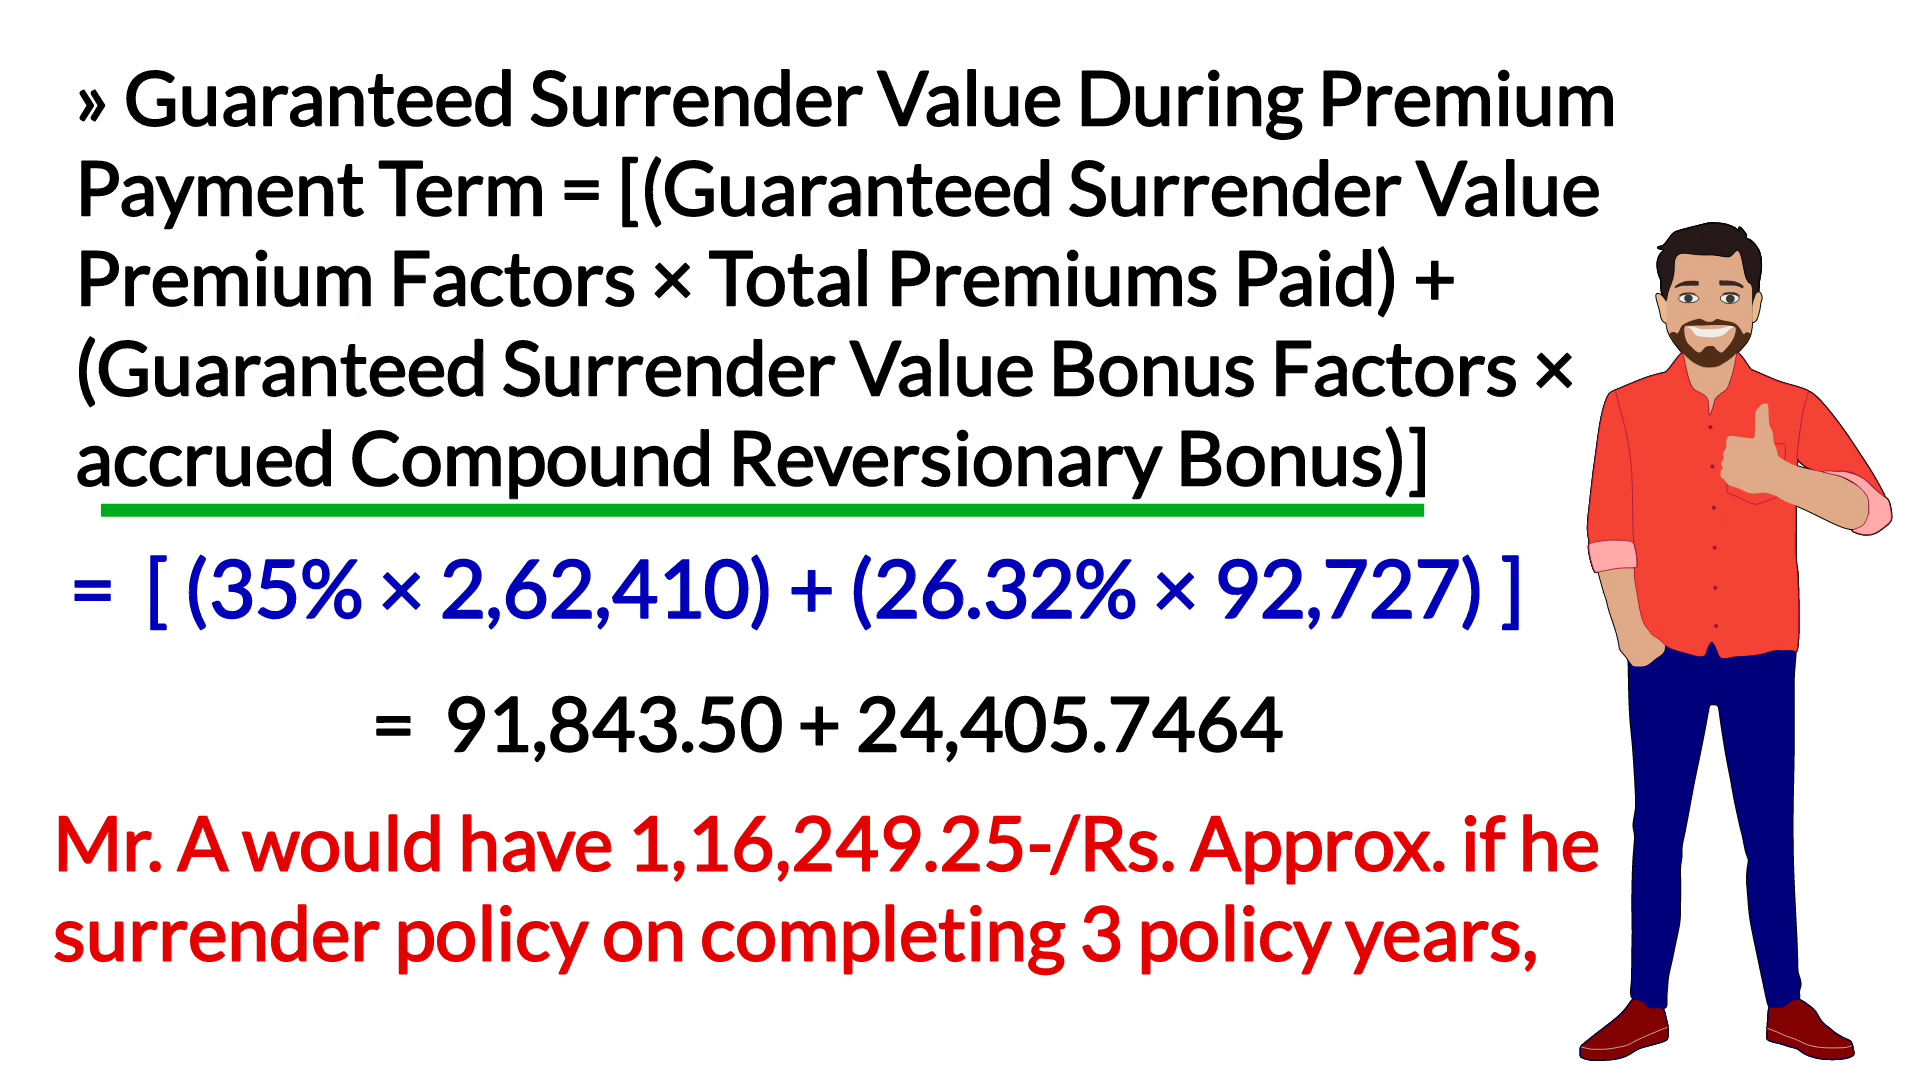 » Guaranteed Surrender Value During Premium
Payment Term = [(Guaranteed Surrender Value
Premium Factors × Total Premiums Paid) +
(Guaranteed Surrender Value Bonus Factors ×
accrued Compound Reversionary Bonus)]
= [ (35% × 2,62,410) + (26.32% × 92,727) ]
= 91,843.50 + 24,405.7464
Mr. A would have 1,16,249.25-/Rs. Approx. if he
surrender policy on completing 3 policy years,